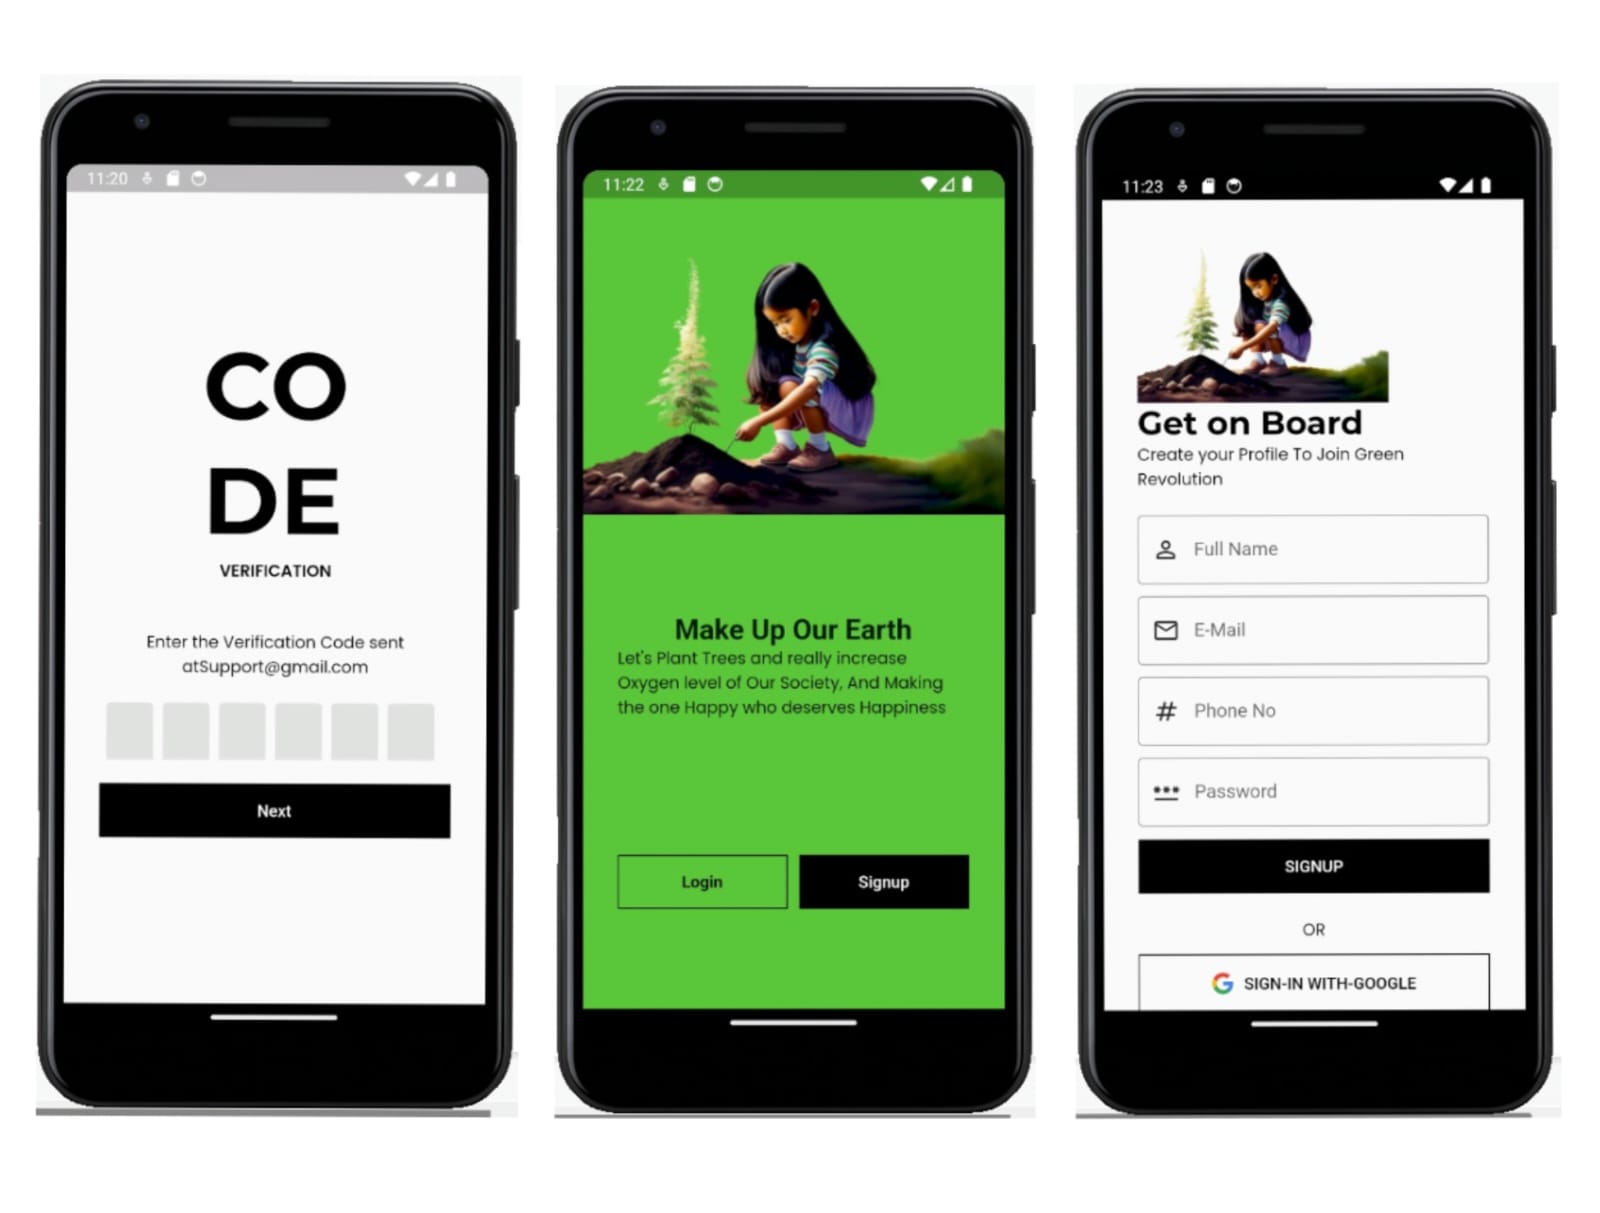 11:20
CO
DE
VERIFICATION
Enter the Verification Code sent
atSupport@gmail.com
Next
11:22
Make Up Our Earth
Let's Plant Trees and really increase
Oxygen level of Our Society, And Making
the one Happy who deserves Happiness
Login
Signup
11:23
Get on Board
Create your Profile To Join Green
Revolution
Full Name
E-Mail
# Phone No
Password
SIGNUP
OR
G SIGN-IN WITH-GOOGLE